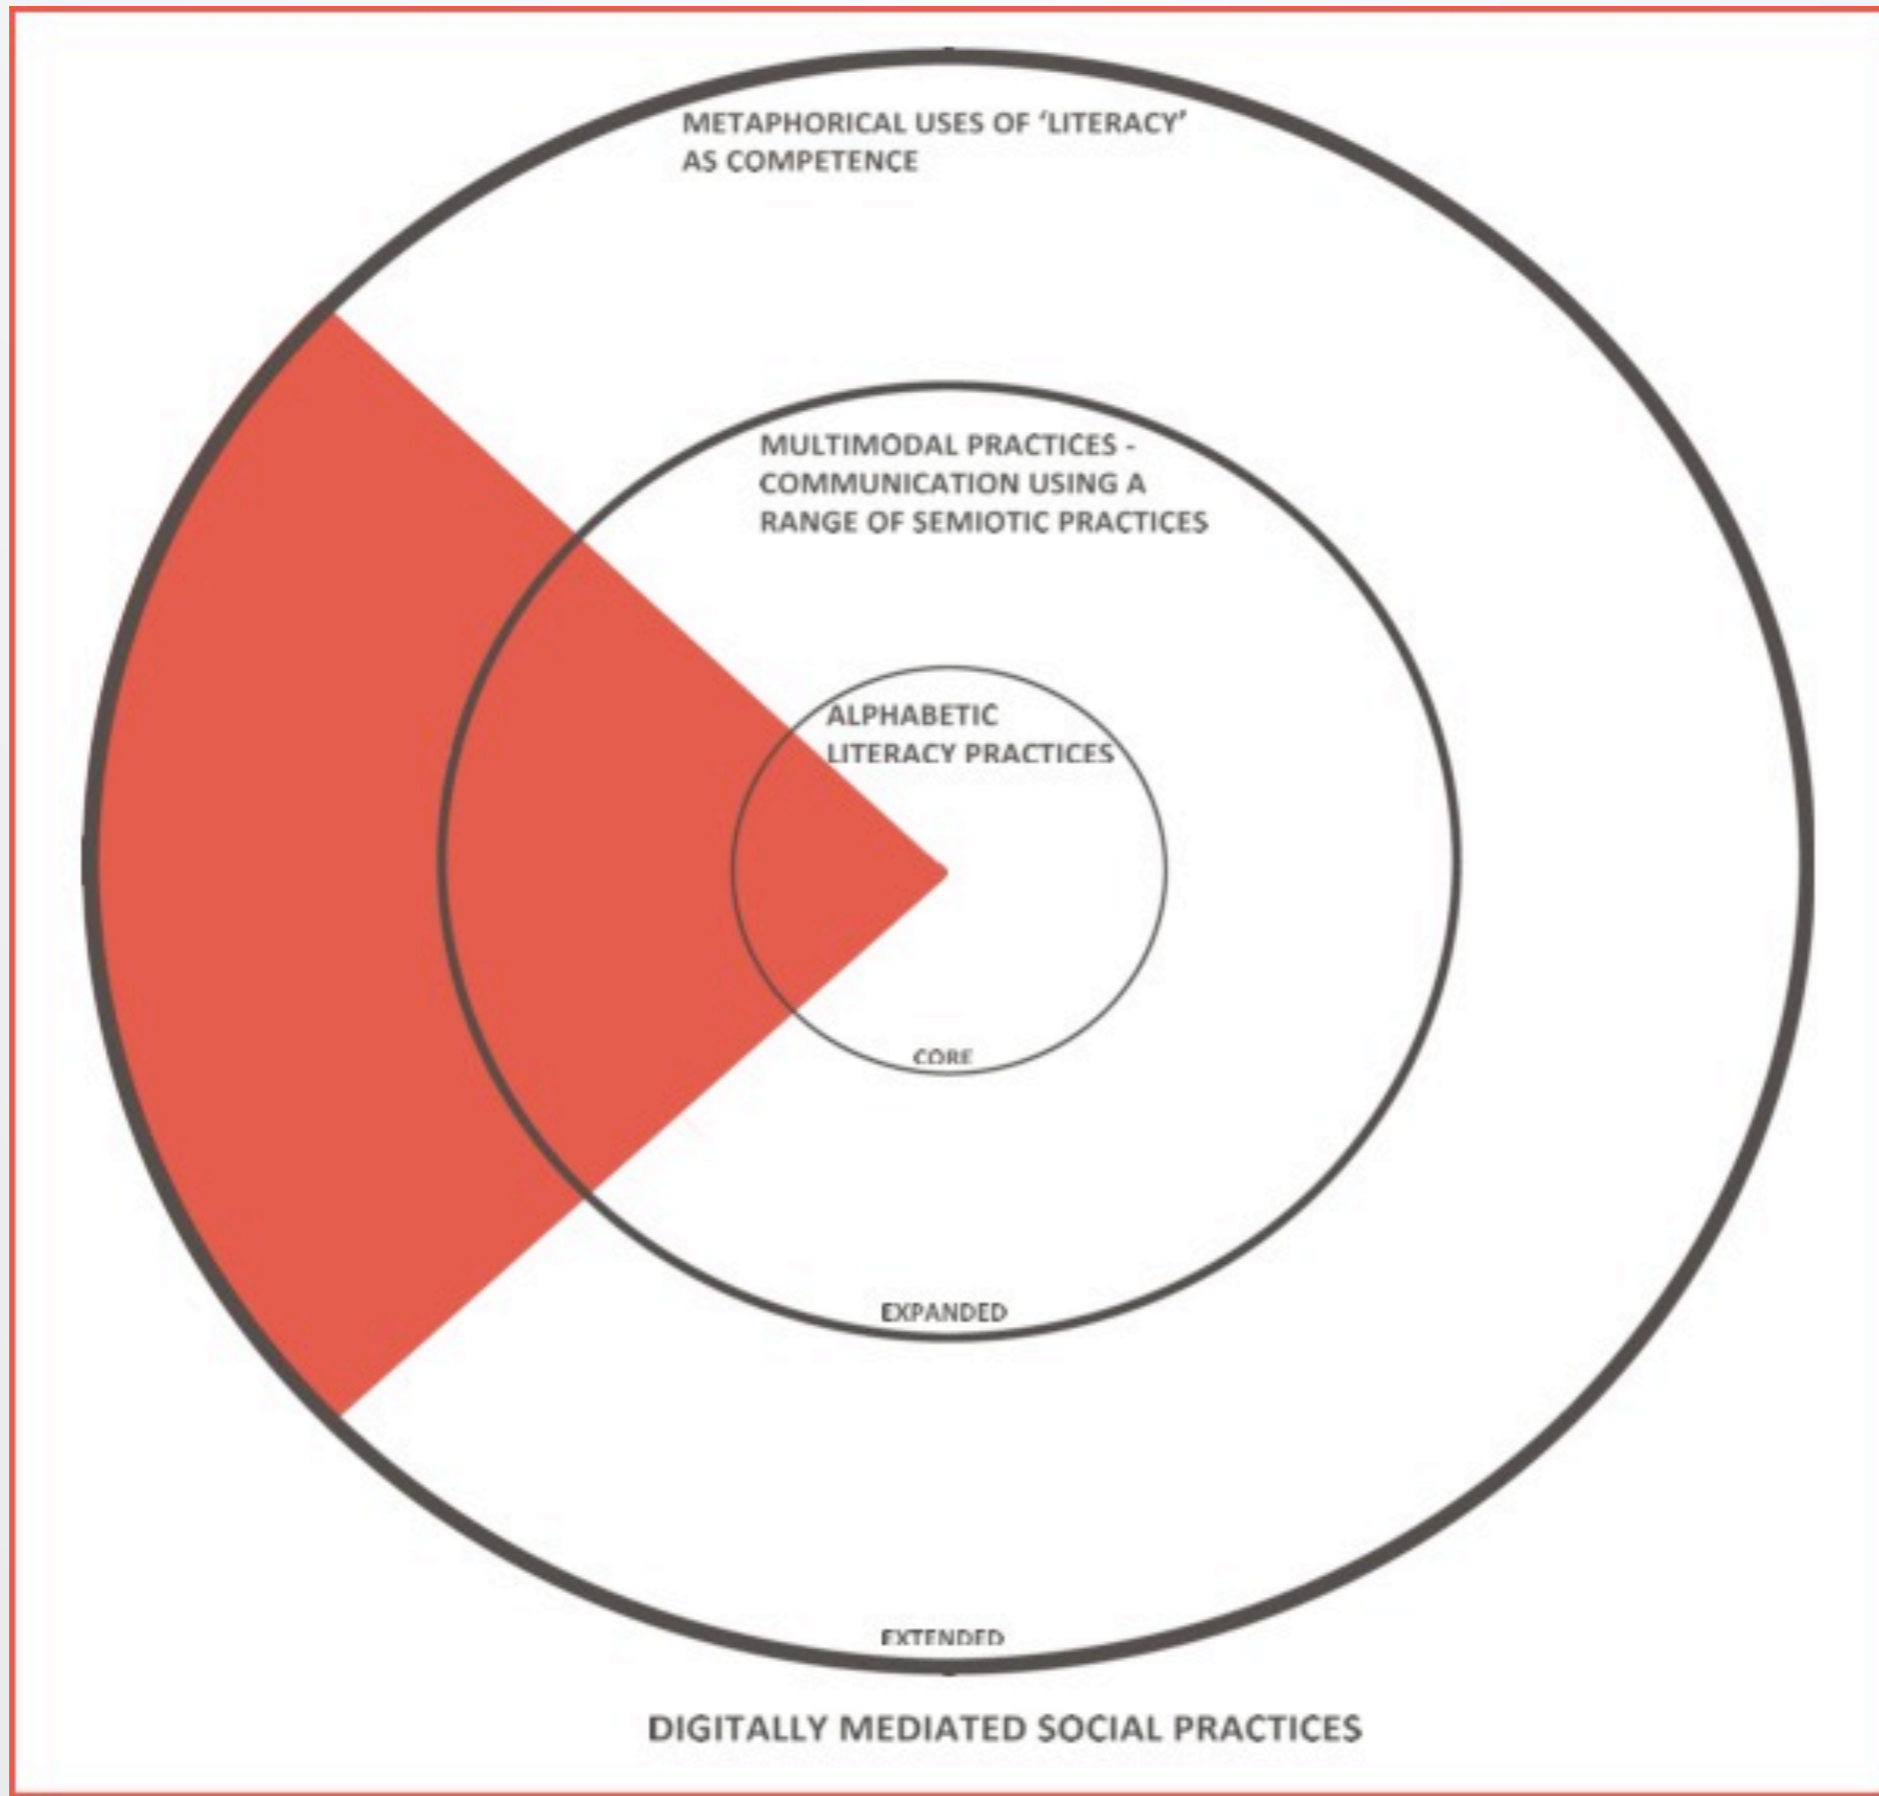 METAPHORICAL USES OF ‘LITERACY’
AS COMPETENCE
MULTIMODAL PRACTICES -
COMMUNICATION USING A
RANGE OF SEMIOTIC PRACTICES
ALPHABETIC
LITERACY PRACTICES
CORE
EXPANDED
EXTENDED
DIGITALLY MEDIATED SOCIAL PRACTICES